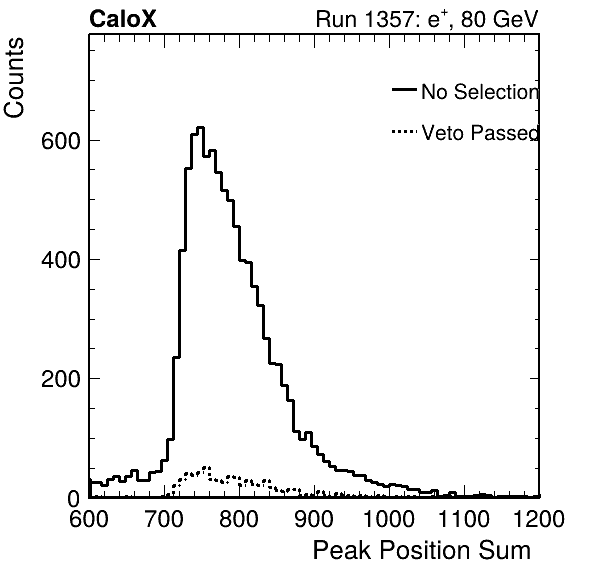 CaloX Run 1357: e⁺, 80 GeV
Counts
No Selection
Veto Passed
600
400
200
0
600 700 800 900 1000 1100 1200
Peak Position Sum